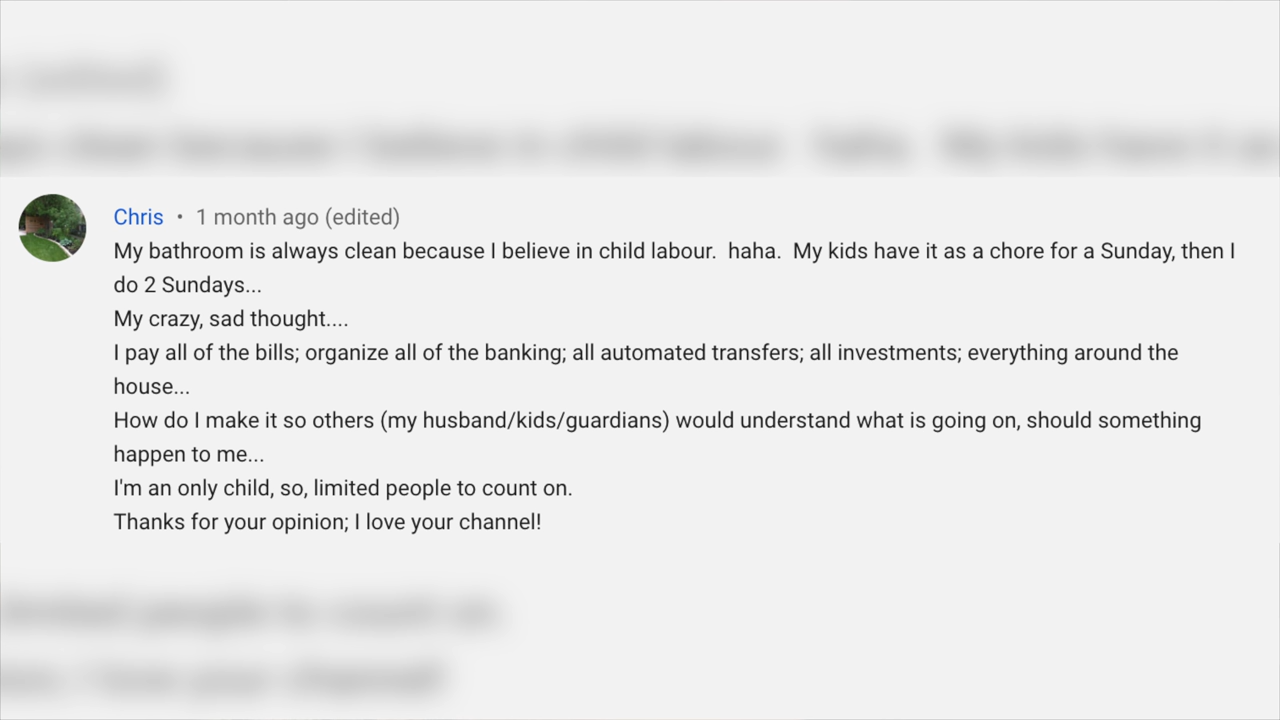 Chris • 1 month ago (edited)
My bathroom is always clean because I believe in child labour.  haha.  My kids have it as a chore for a Sunday, then I
do 2 Sundays...
My crazy, sad thought....
I pay all of the bills; organize all of the banking; all automated transfers; all investments; everything around the
house...
How do I make it so others (my husband/kids/guardians) would understand what is going on, should something
happen to me...
I'm an only child, so, limited people to count on.
Thanks for your opinion; I love your channel!